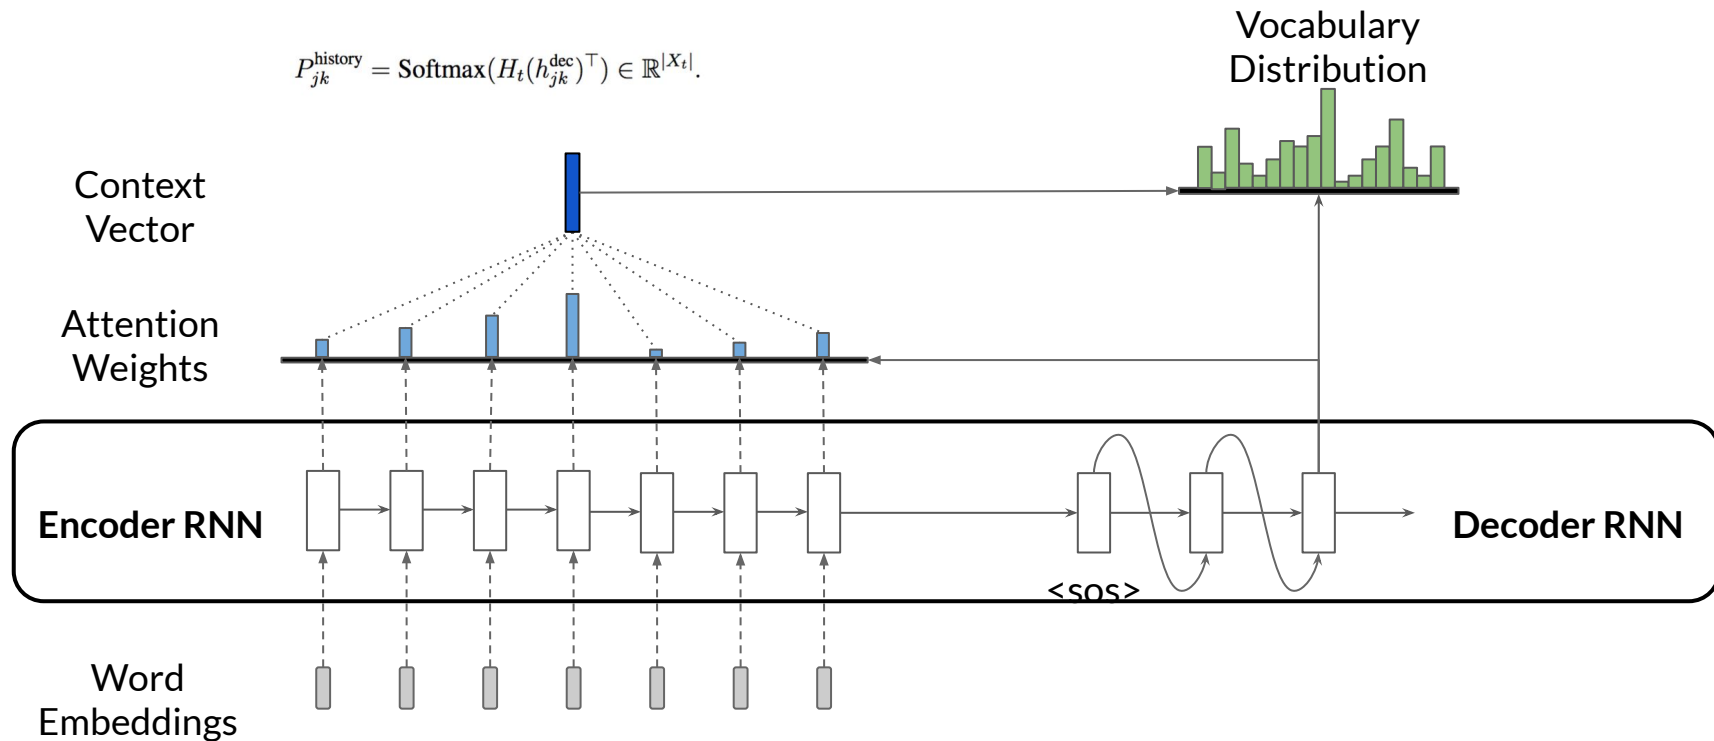 Vocabulary
Distribution
P_{jk}^{history} = Softmax(H_t(h_{jk}^{dec})^⊤) ∈ ℝ^{|X_t|}.
Context
Vector
Attention
Weights
Encoder RNN
Decoder RNN
<sos>
Word
Embeddings